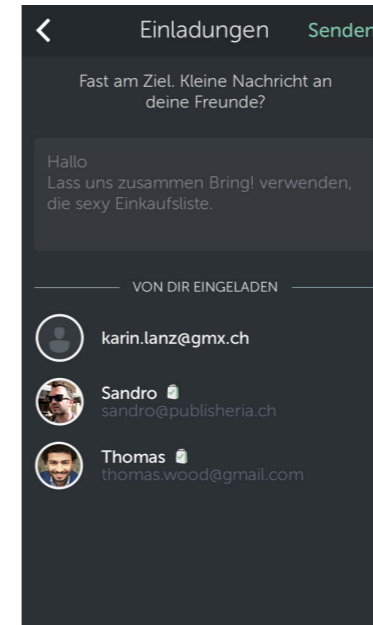 Einladungen
Senden
Fast am Ziel. Kleine Nachricht an
deine Freunde?
Hallo
Lass uns zusammen Bring! verwenden,
die sexy Einkaufsliste.
VON DIR EINGELADEN
karin.lanz@gmx.ch
Sandro
sandro@publisheria.ch
Thomas
thomas.wood@gmail.com